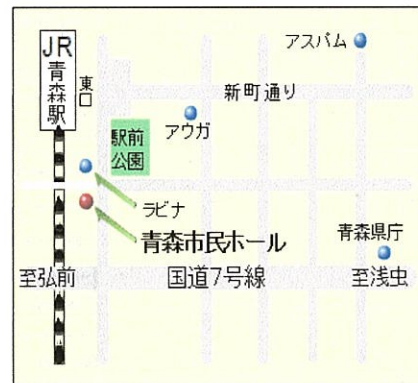 アスパム
JR
青森駅
東口
新町通り
アウガ
駅前
公園
ラビナ
青森市民ホール
青森県庁
至弘前
国道7号線
至浅虫